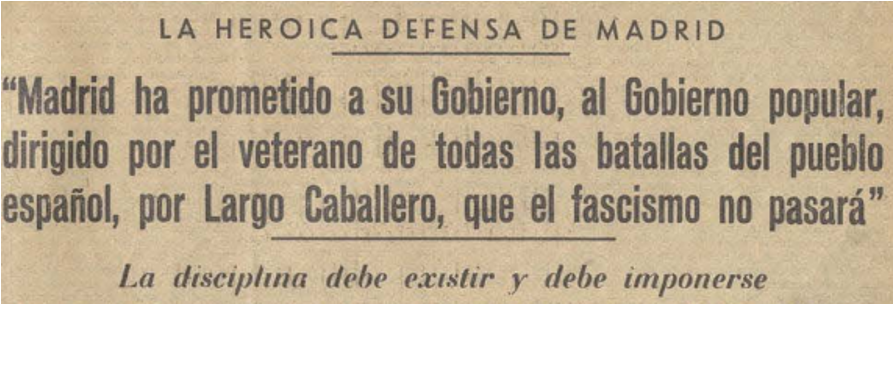 LA HEROICA DEFENSA DE MADRID
“Madrid ha prometido a su Gobierno, al Gobierno popular,
dirigido por el veterano de todas las batallas del pueblo
español, por Largo Caballero, que el fascismo no pasará”
La disciplina debe existir y debe imponerse